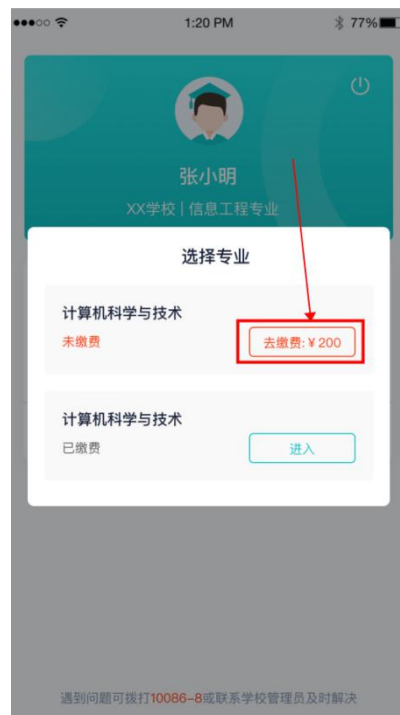 1:20 PM
77%
张小明
XX学校 | 信息工程专业
选择专业
计算机科学与技术
未缴费
去缴费:¥200
计算机科学与技术
已缴费
进入
遇到问题可拨打10086-8或联系学校管理员及时解决